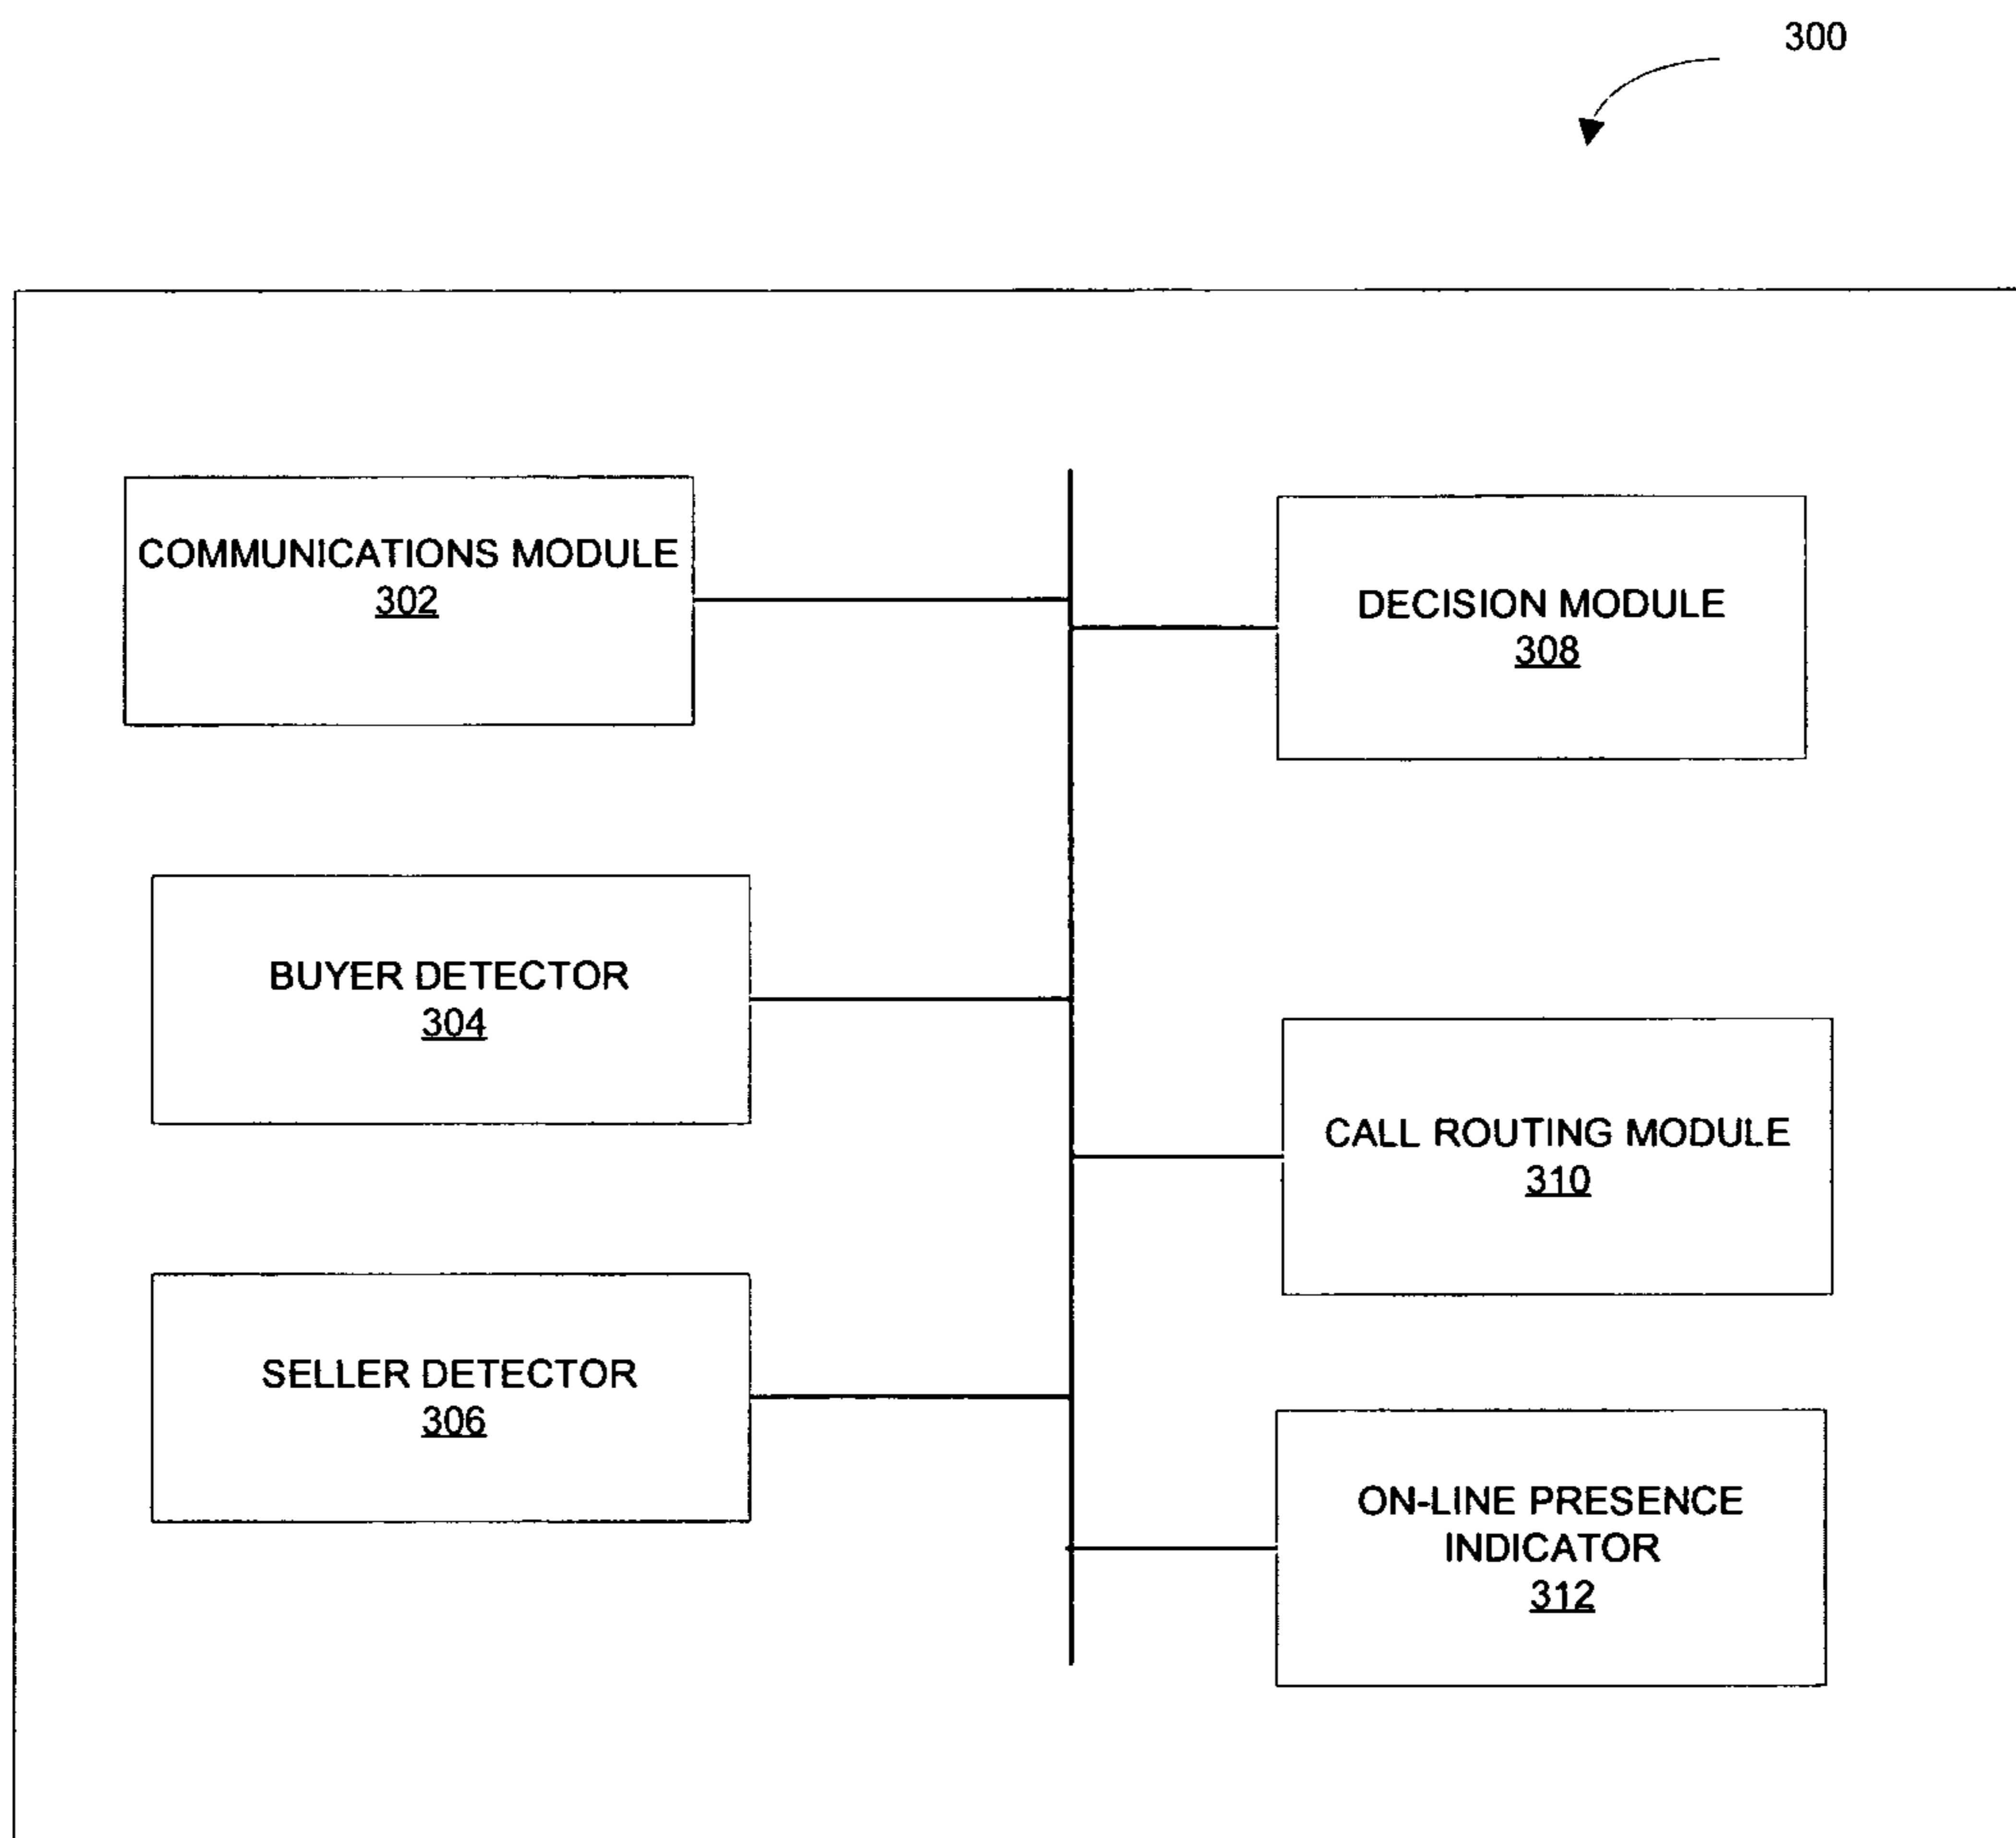 300
COMMUNICATIONS MODULE
302
DECISION MODULE
308
BUYER DETECTOR
304
CALL ROUTING MODULE
310
SELLER DETECTOR
306
ON-LINE PRESENCE
INDICATOR
312